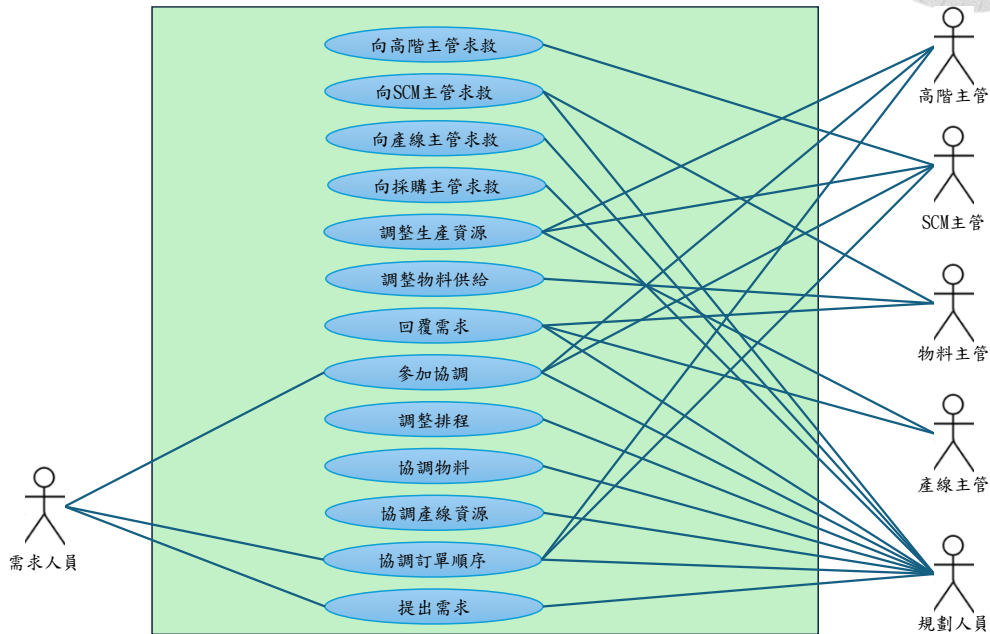 向高階主管求救
向SCM主管求救
向產線主管求救
向採購主管求救
調整生產資源
調整物料供給
回覆需求
參加協調
調整排程
協調物料
協調產線資源
協調訂單順序
提出需求
需求人員
高階主管
SCM主管
物料主管
產線主管
規劃人員